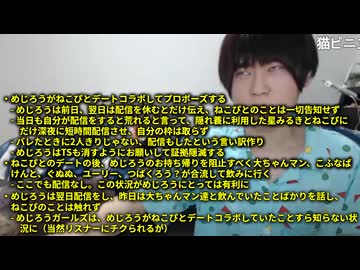 猫ピニ
・めじろうがねこぴとデートコラボしてプロポーズする
- めじろうは前日、翌日は配信を休むとだけ伝え、ねこぴとのことは一切告知せず
- 当日も自分が配信をすると荒れると言って、隠れ蓑に利用した星みるきとねこぴにだけ深夜に短時間配信させ、自分の枠は取らず
- バレたときに2人きりじゃない、配信もしたという言い訳作り
- めじろうはTSも消すようにお願いして証拠隠滅する
・ねこぴとのデートの後、めじろうのお持ち帰りを阻止すべく大ちゃんマン、こふなばけんと、ぐぬぬ、ユーリー、つばくろう?が合流して飲みに行く
- ここでも配信なし。この状況がめじろうにとっては有利に
・めじろうは翌日配信し、昨日は大ちゃんマン達と飲んでいたことばかりを話し、ねこぴのことは触れず
- めじろうガールズは、めじろうがねこぴとデートコラボしていたことすら知らない状況に（当然リスナーにチクられるが）